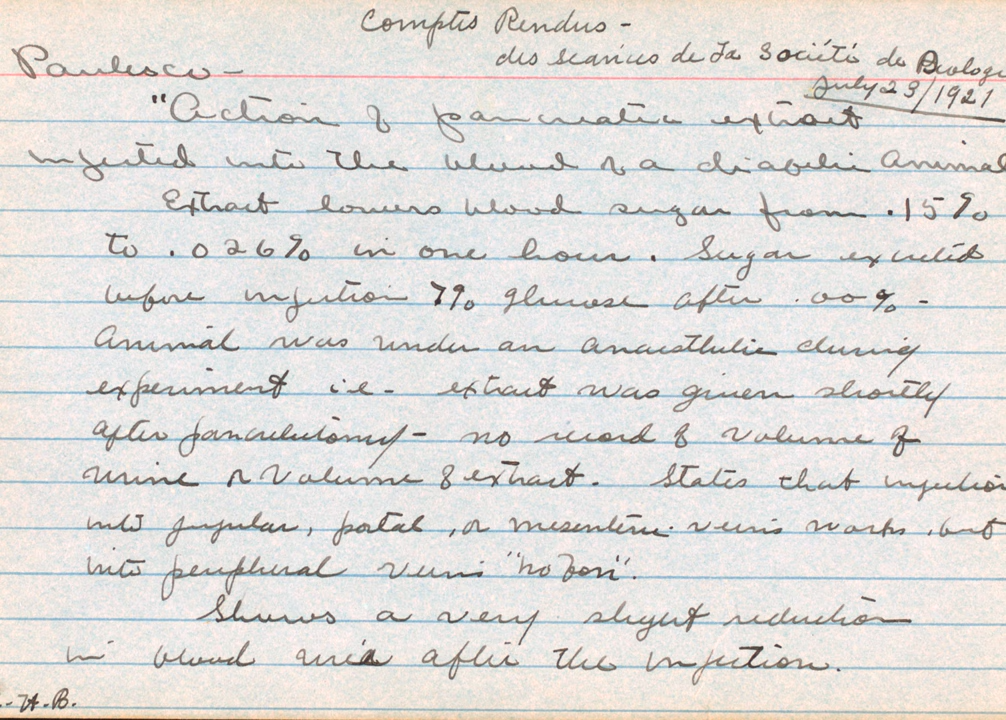 Comptes Rendus -
des seances de La Société de Biologie
Paulesco -
July 23/1921
"Action of pancreatic extract
injected into the blood of a diabetic animal
Extract lowers blood sugar from .15%
to .026% in one hour. Sugar excreted
before injection 7% glucose after .00% -
Animal was under an anaesthetic during
experiment i.e - extract was given shortly
after pancreatectomy - no record of volume of
urine or volume of extract. States that injection
into jugular, portal, or mesenteric veins works, but
into peripheral veins "no bon".
Shows a very slight reduction
in blood urea after the injection.
.H.B.